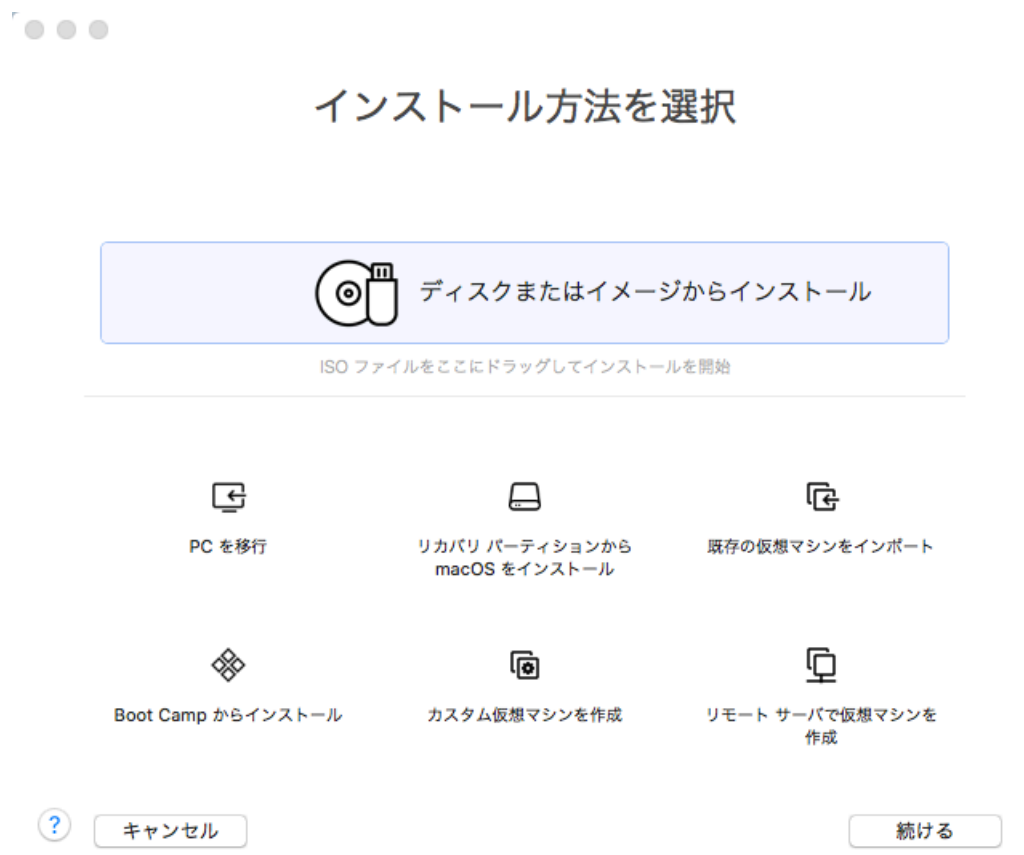 インストール方法を選択
ディスクまたはイメージからインストール
ISO ファイルをここにドラッグしてインストールを開始
PC を移行
リカバリ パーティションから
macOS をインストール
既存の仮想マシンをインポート
Boot Camp からインストール
カスタム仮想マシンを作成
リモート サーバで仮想マシンを
作成
?
キャンセル
続ける